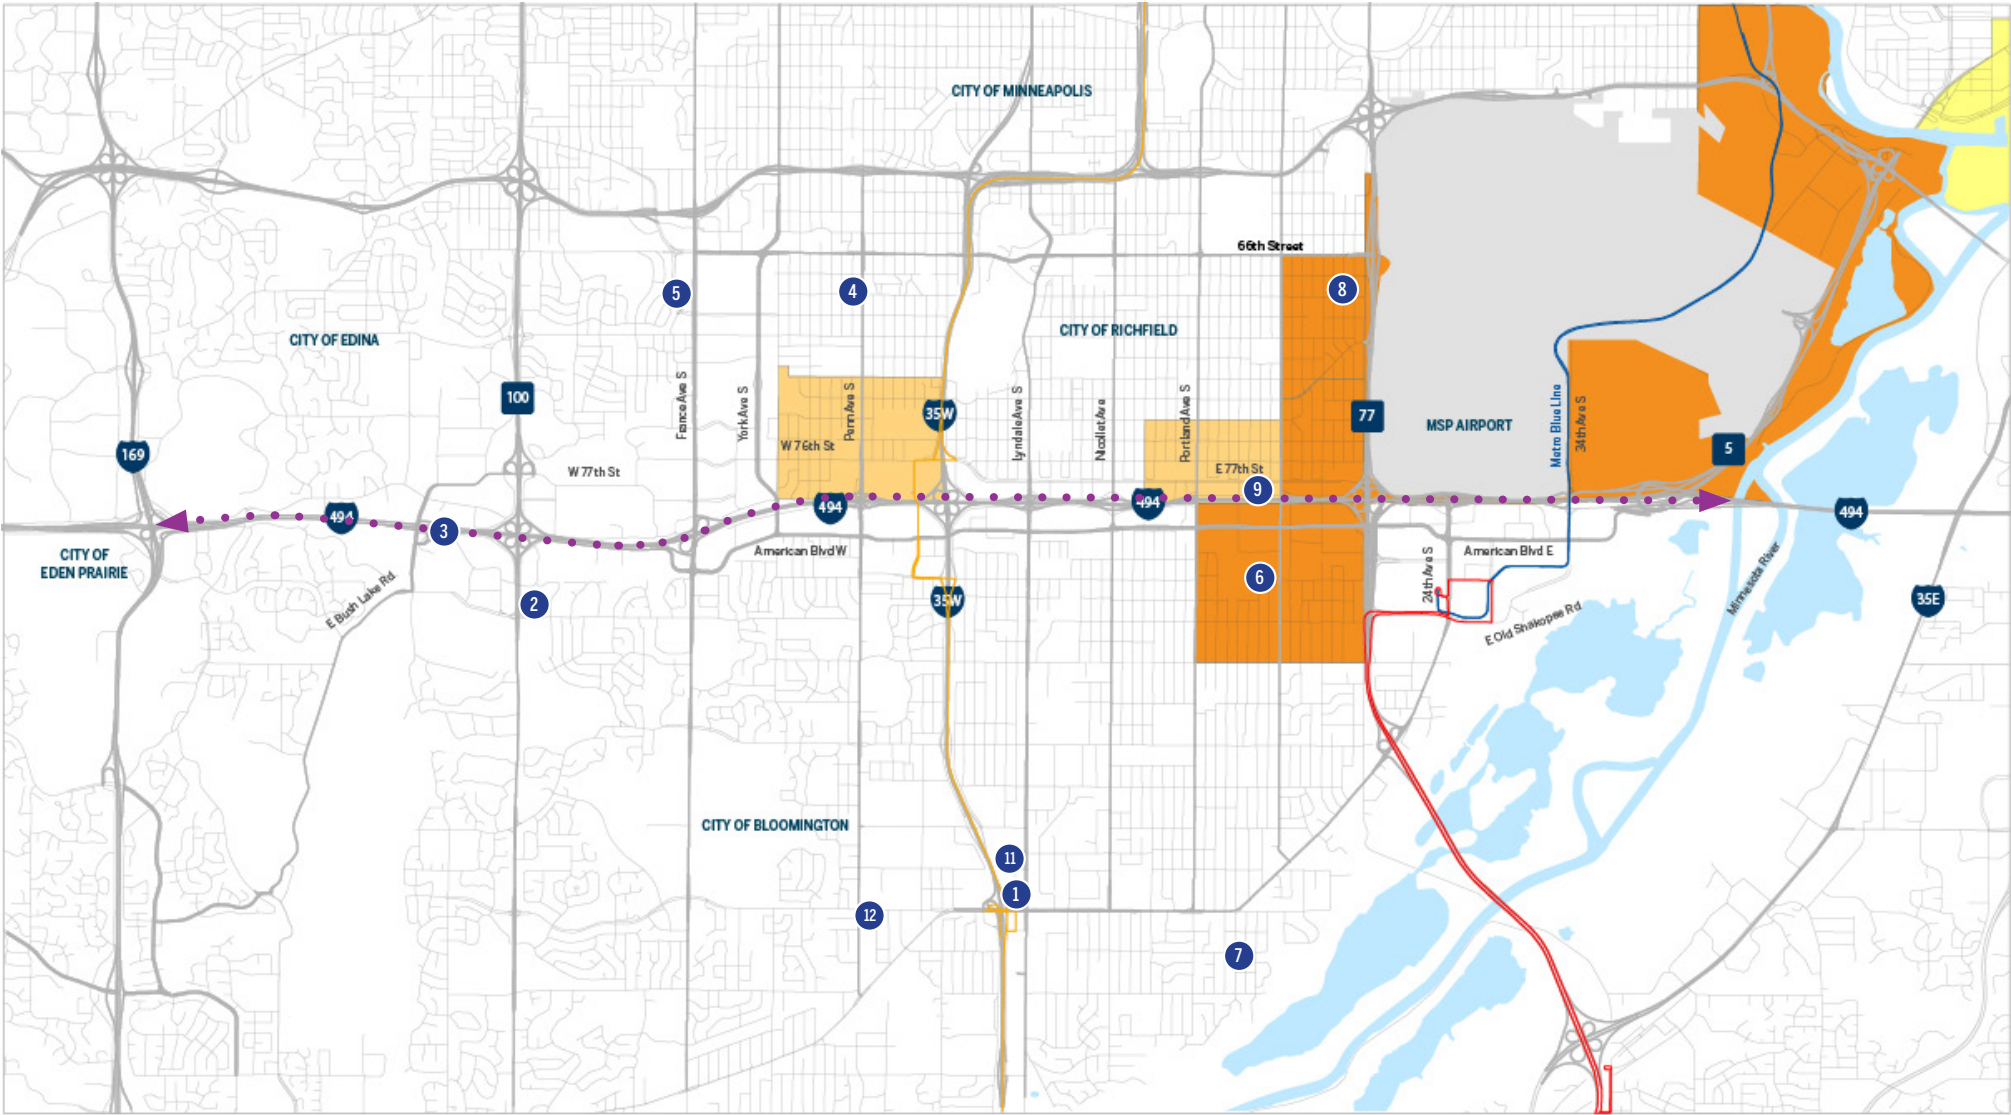 CITY OF MINNEAPOLIS
66th Street
5
4
8
CITY OF RICHFIELD
CITY OF EDINA
France Ave S
York Ave S
Penn Ave S
Lyndale Ave S
Nicollet Ave
Portland Ave S
Metro Blue Line
34th Ave S
100
35W
77
MSP AIRPORT
5
169
W 76th St
W 77th St
E 77th St
9
494
494
494
494
3
CITY OF
EDEN PRAIRIE
American Blvd W
American Blvd E
24th Ave S
Minnesota River
6
2
35W
35E
E Bush Lake Rd
E Old Shakopee Rd
CITY OF BLOOMINGTON
11
1
12
7